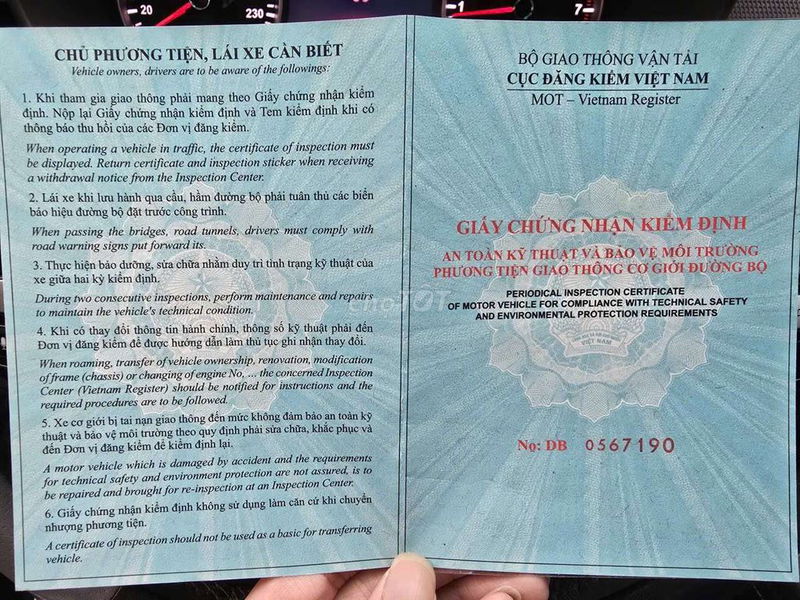 20
230
1
7
CHỦ PHƯƠNG TIỆN, LÁI XE CẦN BIẾT
Vehicle owners, drivers are to be aware of the followings:
1. Khi tham gia giao thông phải mang theo Giấy chứng nhận kiểm
định. Nộp lại Giấy chứng nhận kiểm định và Tem kiểm định khi có
thông báo thu hồi của các Đơn vị đăng kiểm.
When operating a vehicle in traffic, the certificate of inspection must
be displayed. Return certificate and inspection sticker when receiving
a withdrawal notice from the Inspection Center.
2. Lái xe khi lưu hành qua cầu, hầm đường bộ phải tuân thủ các biển
báo hiệu đường bộ đặt trước công trình.
When passing the bridges, road tunnels, drivers must comply with
road warning signs put forward its.
3. Thực hiện bảo dưỡng, sửa chữa nhằm duy trì tình trạng kỹ thuật của
xe giữa hai kỳ kiểm định.
During two consecutive inspections, perform maintenance and repairs
to maintain the vehicle's technical condition.
4. Khi có thay đổi thông tin hành chính, thông số kỹ thuật phải đến
Đơn vị đăng kiểm để được hướng dẫn làm thủ tục ghi nhận thay đổi.
When roaming, transfer of vehicle ownership, renovation, modification
of frame (chassis) or changing of engine No, ... the concerned Inspection
Center (Vietnam Register) should be notified for instructions and the
required procedures are to be followed.
5. Xe cơ giới bị tai nạn giao thông đến mức không đảm bảo an toàn kỹ
thuật và bảo vệ môi trường theo quy định phải sửa chữa, khắc phục và
đến Đơn vị đăng kiểm để kiểm định lại.
A motor vehicle which is damaged by accident and the requirements
for technical safety and environment protection are not assured, is to
be repaired and brought for re-inspection at an Inspection Center.
6. Giấy chứng nhận kiểm định không sử dụng làm căn cứ khi chuyển
nhượng phương tiện.
A certificate of inspection should not be used as a basic for transferring
vehicle.
BỘ GIAO THÔNG VẬN TẢI
CỤC ĐĂNG KIỂM VIỆT NAM
MOT – Vietnam Register
GIẤY CHỨNG NHẬN KIỂM ĐỊNH
AN TOÀN KỸ THUẬT VÀ BẢO VỆ MÔI TRƯỜNG
PHƯƠNG TIỆN GIAO THÔNG CƠ GIỚI ĐƯỜNG BỘ
PERIODICAL INSPECTION CERTIFICATE
OF MOTOR VEHICLE FOR COMPLIANCE WITH TECHNICAL SAFETY
AND ENVIRONMENTAL PROTECTION REQUIREMENTS
VIỆT NAM
No: DB 0567190
chợTỐT